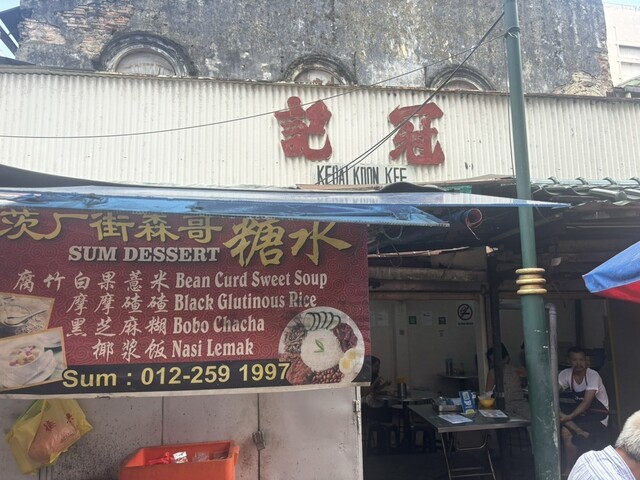 記 冠
KEDAI KOON KEE
茨厂街森哥糖水
SUM DESSERT
腐竹白果薏米 Bean Curd Sweet Soup
摩摩碴碴 Black Glutinous Rice
黑芝麻糊 Bobo Chacha
椰浆饭 Nasi Lemak
Sum : 012-259 1997